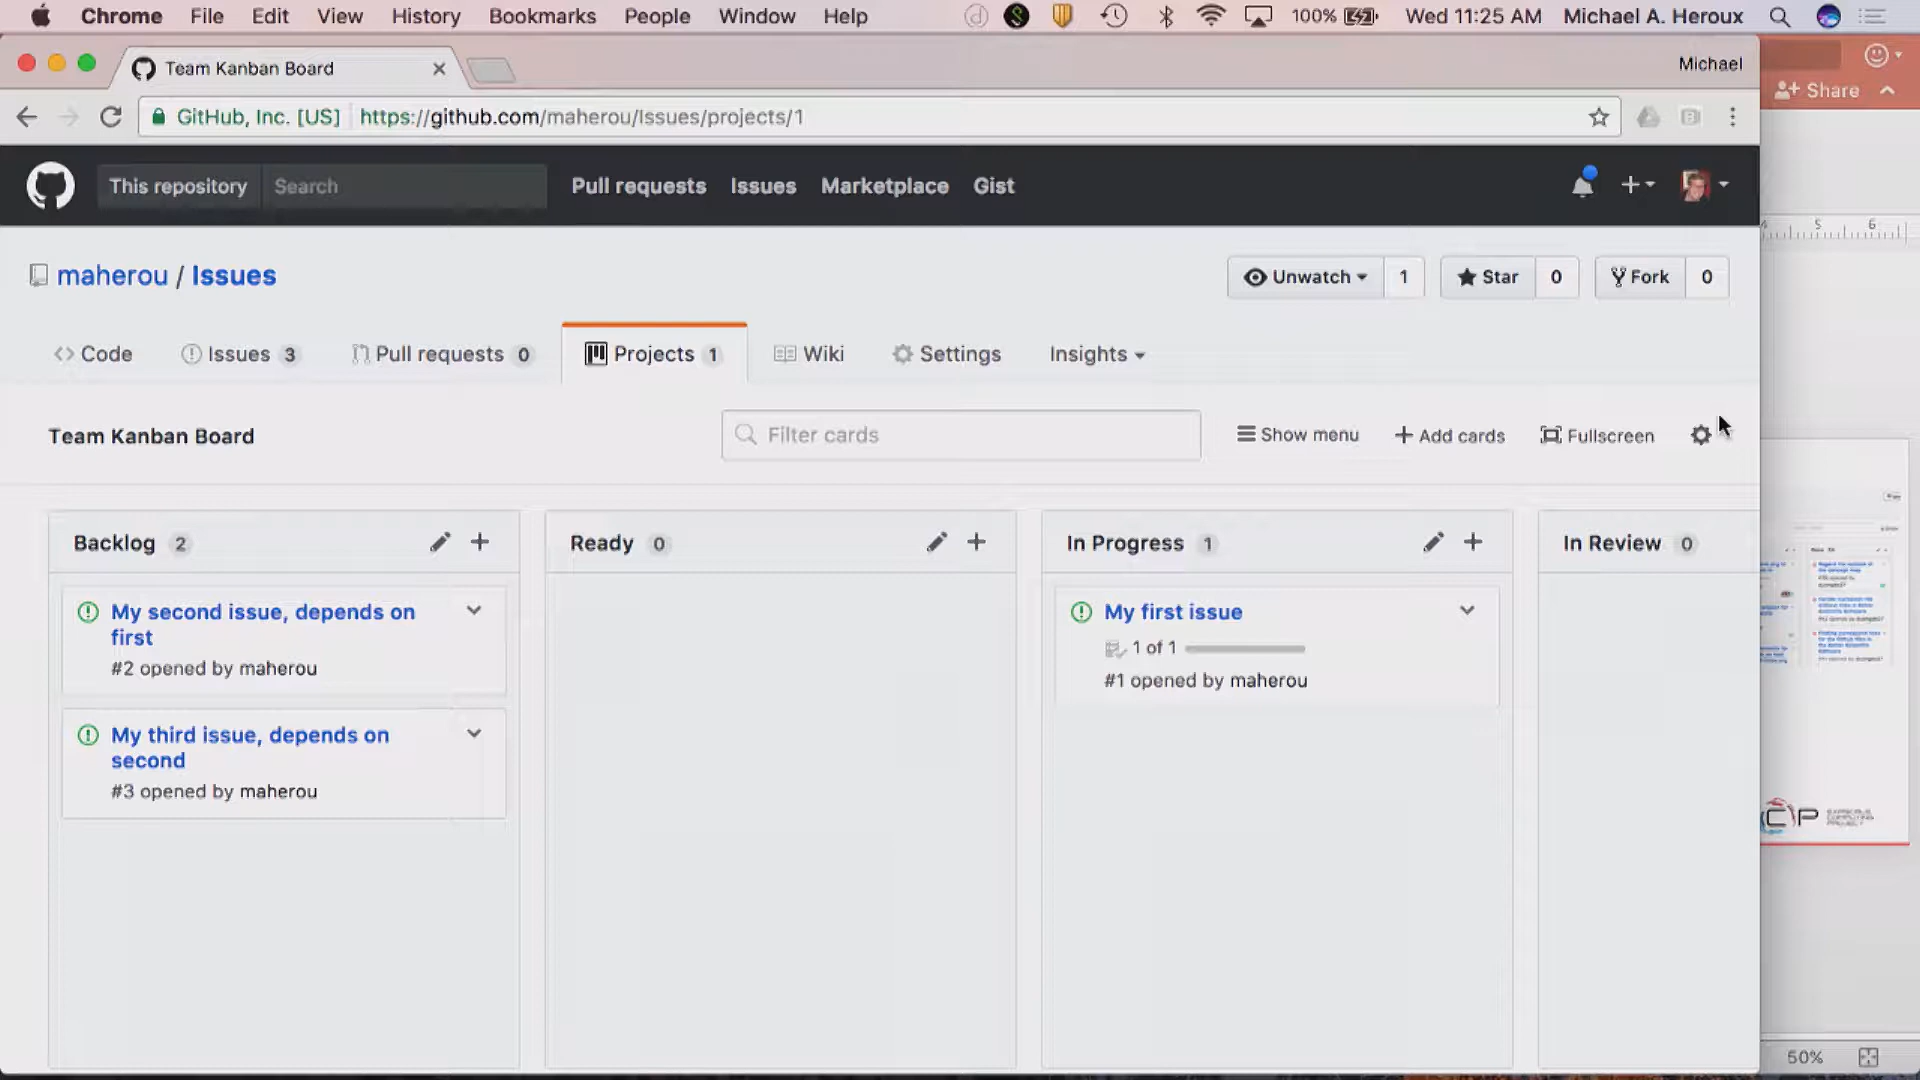 Chrome File Edit View History Bookmarks People Window Help 100% Wed 11:25 AM Michael A. Heroux
Team Kanban Board
Michael
Share
GitHub, Inc. [US] https://github.com/maherou/Issues/projects/1
This repository Search Pull requests Issues Marketplace Gist
5 6
maherou / Issues
Unwatch 1 Star 0 Fork 0
Code Issues 3 Pull requests 0 Projects 1 Wiki Settings Insights
Team Kanban Board
Filter cards
Show menu Add cards Fullscreen
Backlog 2
Ready 0
In Progress 1
In Review 0
My second issue, depends on
first
#2 opened by maherou
My third issue, depends on
second
#3 opened by maherou
My first issue
1 of 1
#1 opened by maherou
EXASCALE
COMPUTING
PROJECT
50%